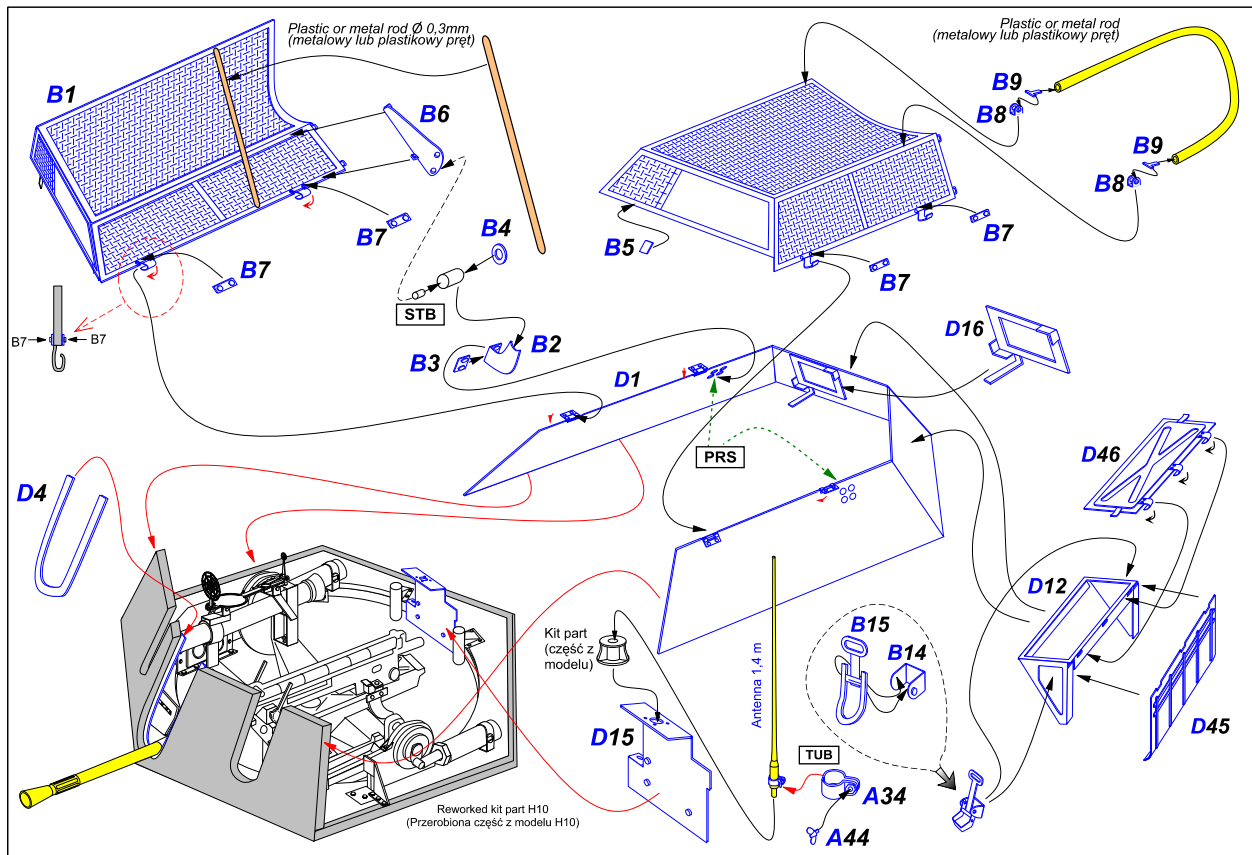 Plastic or metal rod Ø 0,3mm
(metalowy lub plastikowy pręt)
Plastic or metal rod
(metalowy lub plastikowy pręt)
B1
B6
B9
B8
B9
B8
B7
B4
B7
B5
B7
B7
STB
B7
B7
B3
B2
D16
D1
PRS
D46
D4
D12
B15
B14
Kit part
(część z
modelu)
Antenna 1,4 m
D15
D45
TUB
A34
A44
Reworked kit part H10
(Przerobiona część z modelu H10)